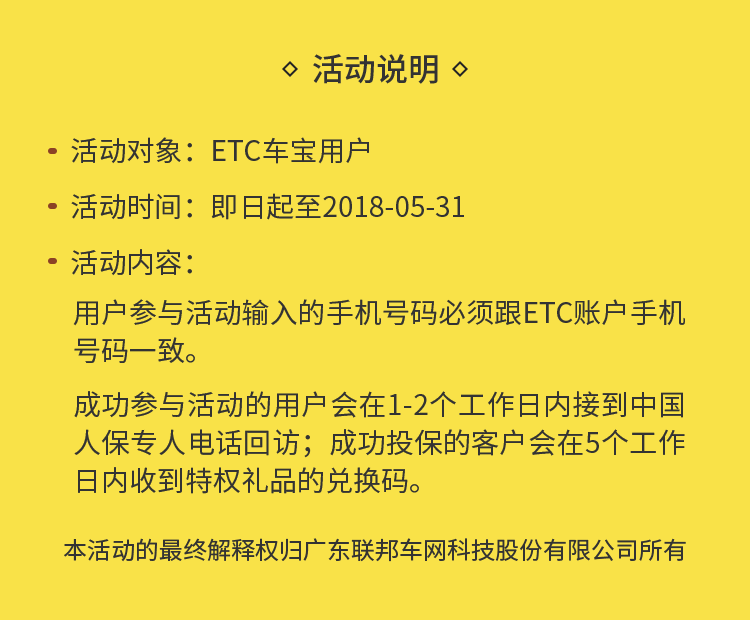 活动说明
活动对象：ETC车宝用户
活动时间：即日起至2018-05-31
活动内容：
用户参与活动输入的手机号码必须跟ETC账户手机
号码一致。
成功参与活动的用户会在1-2个工作日内接到中国
人保专人电话回访；成功投保的客户会在5个工作
日内收到特权礼品的兑换码。
本活动的最终解释权归广东联邦车网科技股份有限公司所有